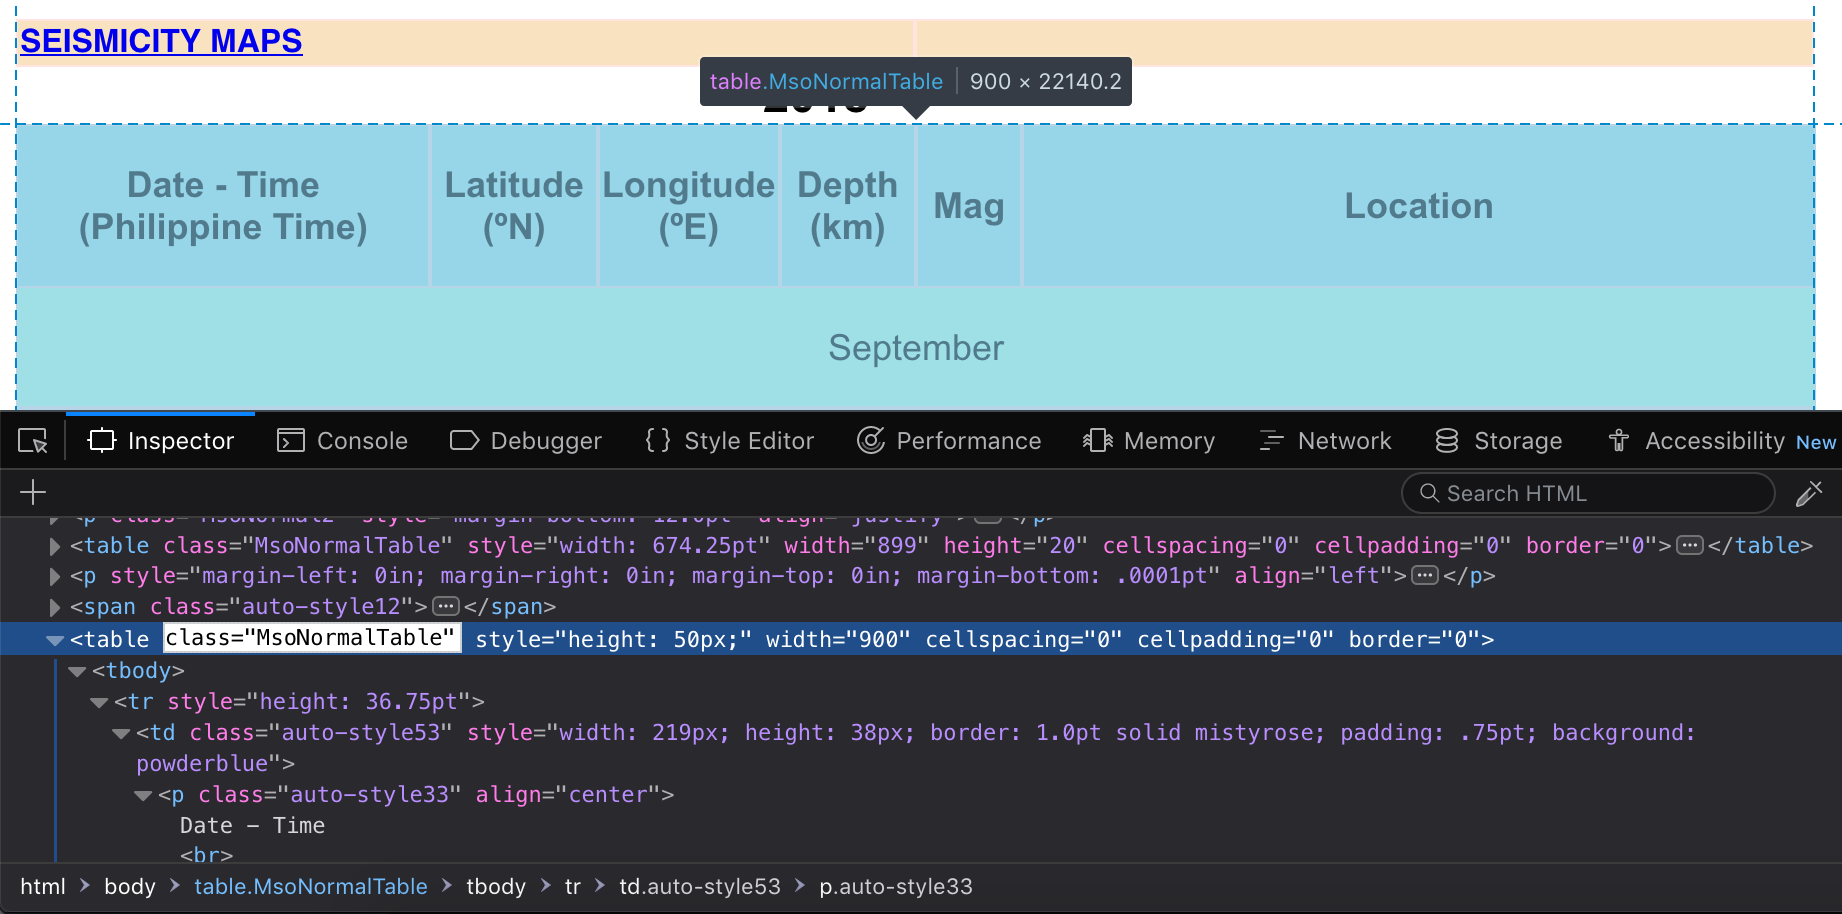 SEISMICITY MAPS
table.MsoNormalTable | 900 × 22140.2
Date - Time
(Philippine Time)
Latitude
(ºN)
Longitude
(ºE)
Depth
(km)
Mag
Location
September
Inspector Console Debugger Style Editor Performance Memory Network Storage Accessibility New
Search HTML
<table class="MsoNormalTable" style="width: 674.25pt" width="899" height="20" cellspacing="0" cellpadding="0" border="0">…</table>
<p style="margin-left: 0in; margin-right: 0in; margin-top: 0in; margin-bottom: .0001pt" align="left">…</p>
<span class="auto-style12">…</span>
<table class="MsoNormalTable" style="height: 50px;" width="900" cellspacing="0" cellpadding="0" border="0">
<tbody>
<tr style="height: 36.75pt">
<td class="auto-style53" style="width: 219px; height: 38px; border: 1.0pt solid mistyrose; padding: .75pt; background:
powderblue">
<p class="auto-style33" align="center">
Date – Time
<br>
html > body > table.MsoNormalTable > tbody > tr > td.auto-style53 > p.auto-style33